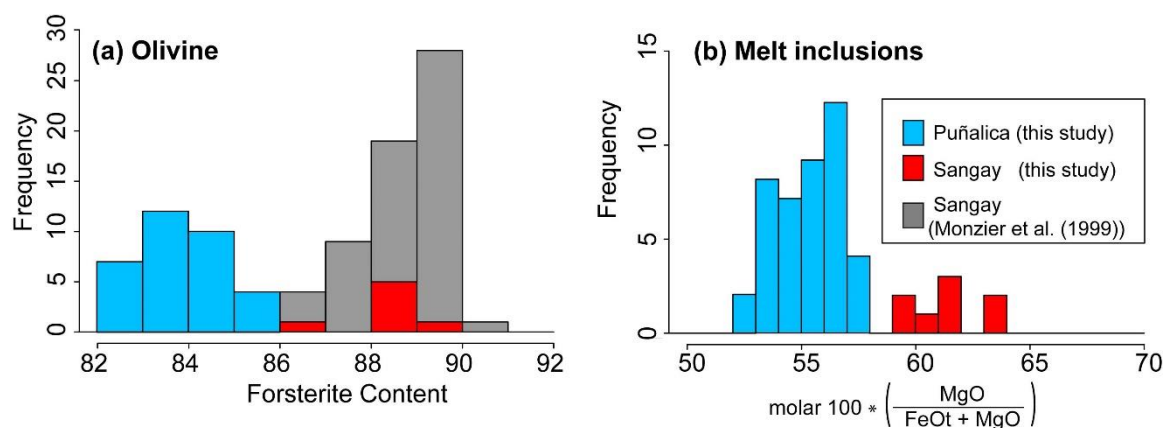 (a) Olivine
Frequency
0 5 10 15 20 25 30
82 84 86 88 90 92
Forsterite Content
(b) Melt inclusions
Frequency
0 5 10 15
50 55 60 65 70
molar 100 * ( MgO
FeOt + MgO )
Puñalica (this study)
Sangay (this study)
Sangay
(Monzier et al. (1999))